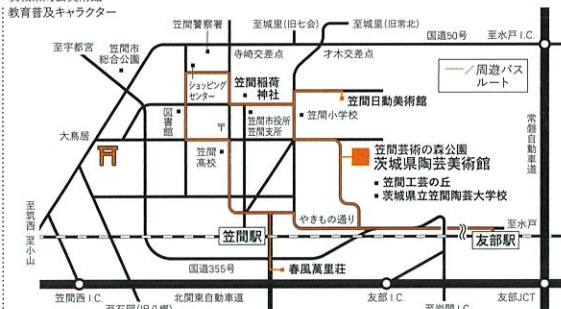 教育普及キャラクター
笠間警察署
至城里(旧七会)
至城里(旧常北)
至宇都宮
笠間市
総合公園
寺崎交差点
才木交差点
国道50号
至水戸 I.C.
周遊バス
ルート
ショッピング
センター
笠間稲荷
神社
笠間日動美術館
図書館
笠間市役所
笠間支所
笠間小学校
大鳥居
〒
笠間
高校
笠間芸術の森公園
茨城県陶芸美術館
笠間工芸の丘
茨城県立笠間陶芸大学校
常磐自動車道
至筑西
至小山
やきもの通り
至水戸
笠間駅
友部駅
国道355号
春風萬里荘
笠間西 I.C.
北関東自動車道
友部 I.C.
友部JCT